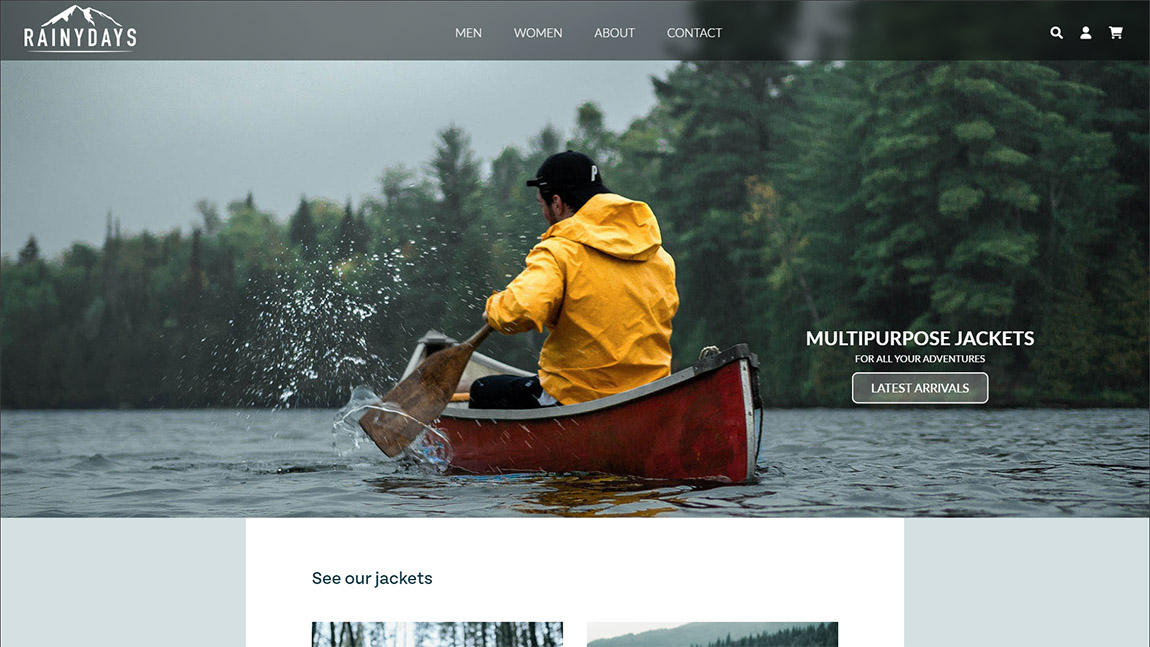 RAINYDAYS
MEN WOMEN ABOUT CONTACT
P
MULTIPURPOSE JACKETS
FOR ALL YOUR ADVENTURES
LATEST ARRIVALS
See our jackets